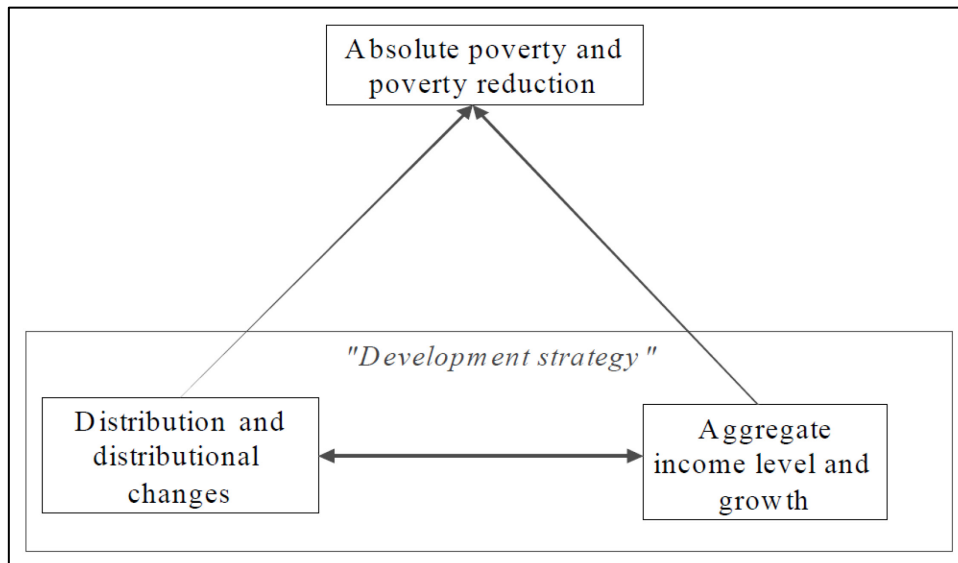 Absolute poverty and
poverty reduction
"Development strategy"
Distribution and
distributional
changes
Aggregate
income level and
growth